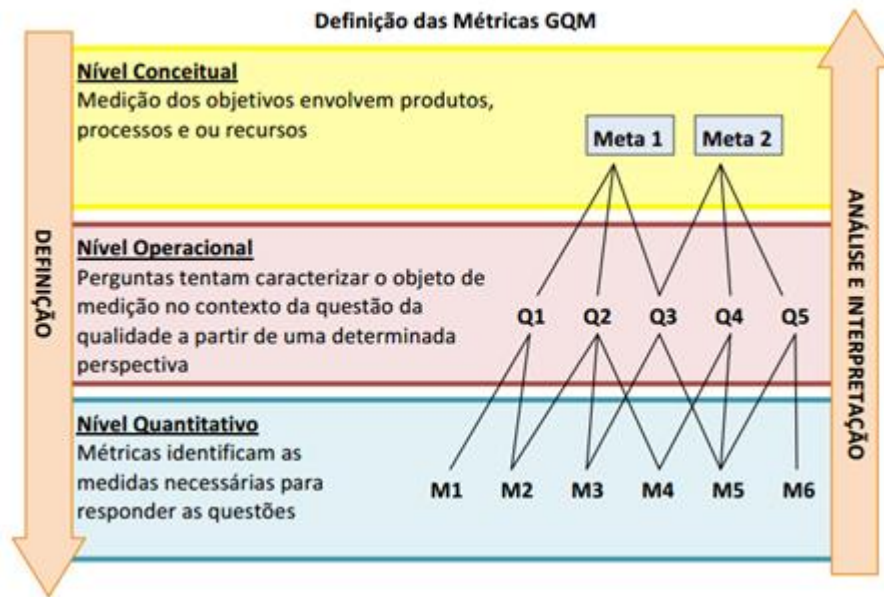 Definição das Métricas GQM
Nível Conceitual
Medição dos objetivos envolvem produtos,
processos e ou recursos
Meta 1 Meta 2
DEFINIÇÃO
Nível Operacional
Perguntas tentam caracterizar o objeto de
medição no contexto da questão da
qualidade a partir de uma determinada
perspectiva
Q1 Q2 Q3 Q4 Q5
Nível Quantitativo
Métricas identificam as
medidas necessárias para
responder as questões
M1 M2 M3 M4 M5 M6
ANÁLISE E INTERPRETAÇÃO